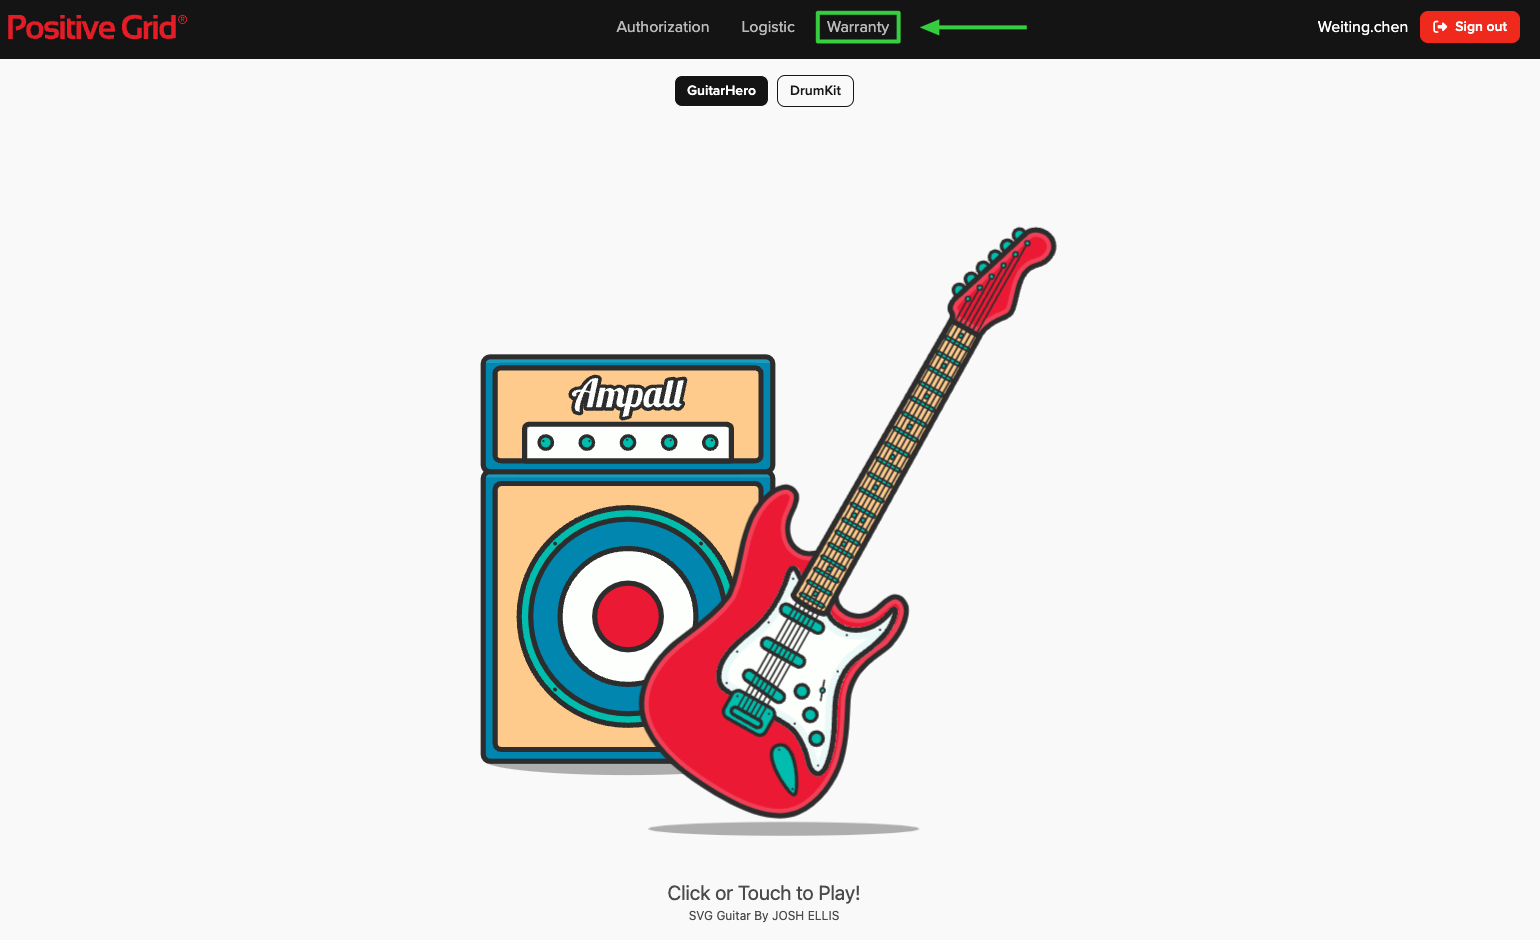 Positive Grid®
Authorization Logistic Warranty
Weiting.chen Sign out
GuitarHero DrumKit
Ampall
Click or Touch to Play!
SVG Guitar By JOSH ELLIS